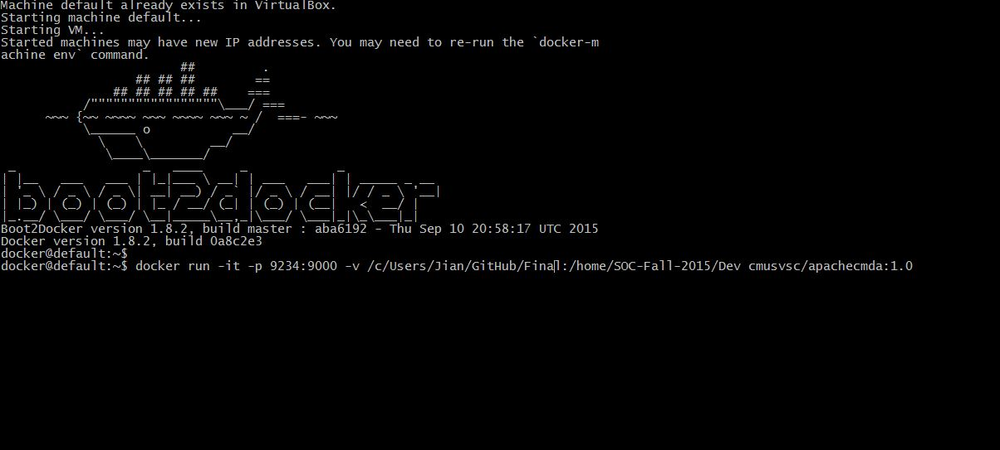 Machine default already exists in VirtualBox.
Starting machine default...
Starting VM...
Started machines may have new IP addresses. You may need to re-run the `docker-m
achine env` command.
                        ##         .
                  ## ## ##        ==
               ## ## ## ## ##    ===
           /"""""""""""""""""\___/ ===
      ~~~ {~~ ~~~~ ~~~ ~~~~ ~~~ ~ /  ===- ~~~
           \______ o           __/
             \    \         __/
              \____\_______/
 _                 _   ____     _            _
| |__   ___   ___ | |_|___ \ __| | ___   ___| | _____ _ __
| '_ \ / _ \ / _ \| __| __) / _` |/ _ \ / __| |/ / _ \ '__|
| |_) | (_) | (_) | |_ / __/ (_| | (_) | (__|   <  __/ |
|_.__/ \___/ \___/ \__|_____\__,_|\___/ \___|_|\_\___|_|
Boot2Docker version 1.8.2, build master : aba6192 - Thu Sep 10 20:58:17 UTC 2015
Docker version 1.8.2, build 0a8c2e3
docker@default:~$
docker@default:~$ docker run -it -p 9234:9000 -v /c/Users/Jian/GitHub/Final:/home/SOC-Fall-2015/Dev cmusvsc/apachecmda:1.0